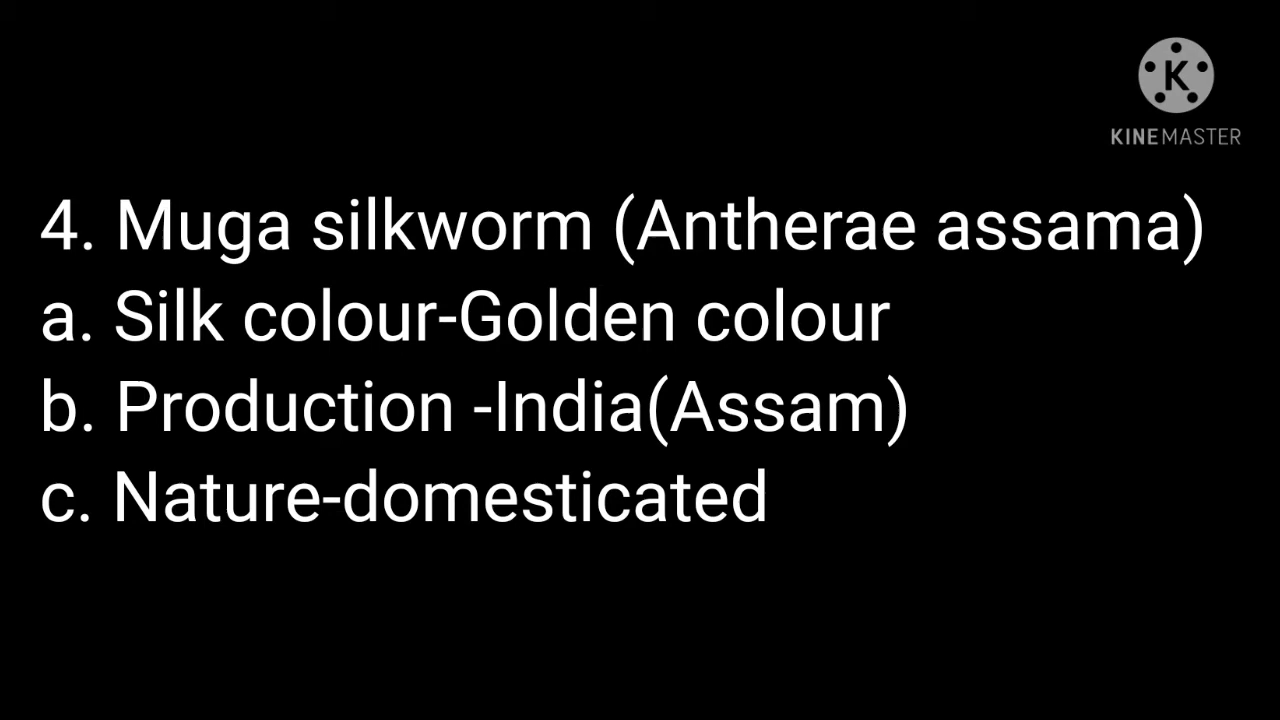 KINEMASTER
4. Muga silkworm (Antherae assama)
a. Silk colour-Golden colour
b. Production -India(Assam)
c. Nature-domesticated